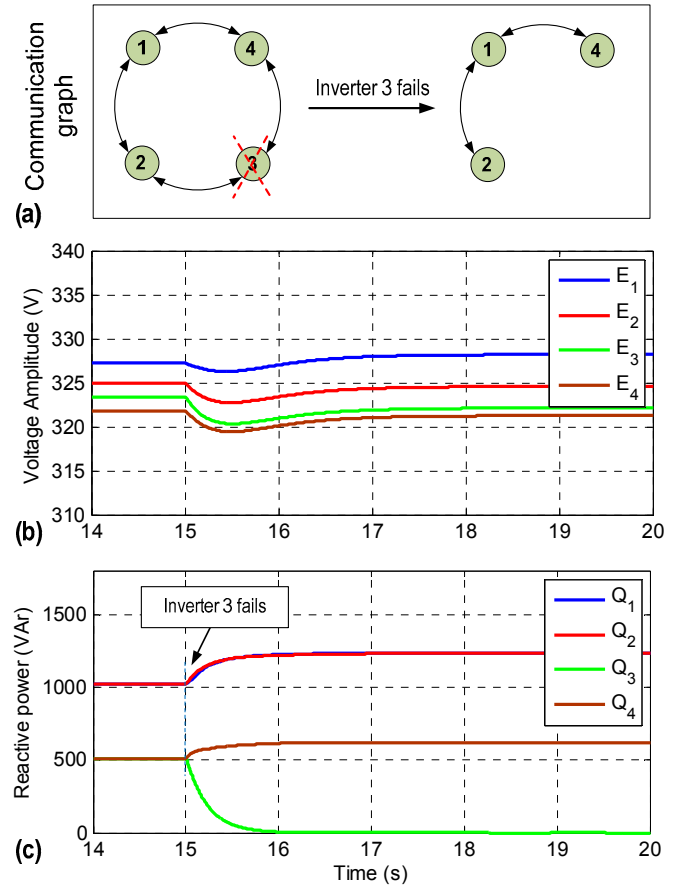 Communication
graph
(a)
1
4
2
3
Inverter 3 fails
1
4
2
Voltage Amplitude (V)
340
335
330
325
320
315
310
14 15 16 17 18 19 20
E1
E2
E3
E4
(b)
Reactive power (VAr)
1500
1000
500
0
Inverter 3 fails
Q1
Q2
Q3
Q4
14 15 16 17 18 19 20
Time (s)
(c)